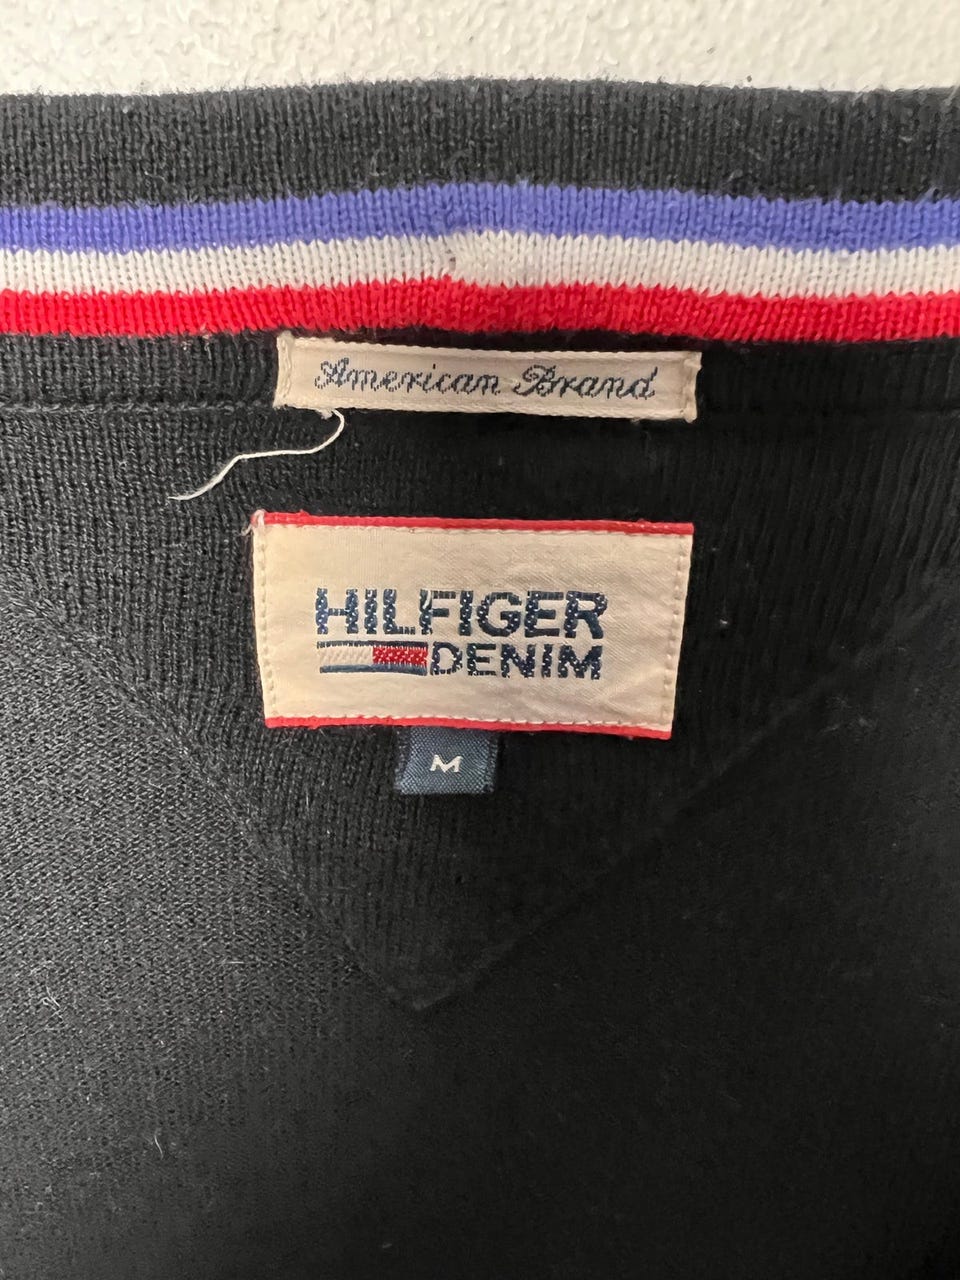 American Brand
HILFIGER
DENIM
M